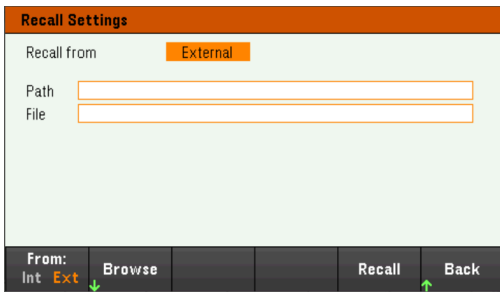 Recall Settings
Recall from External
Path
File
From:
Int Ext
Browse
Recall
Back